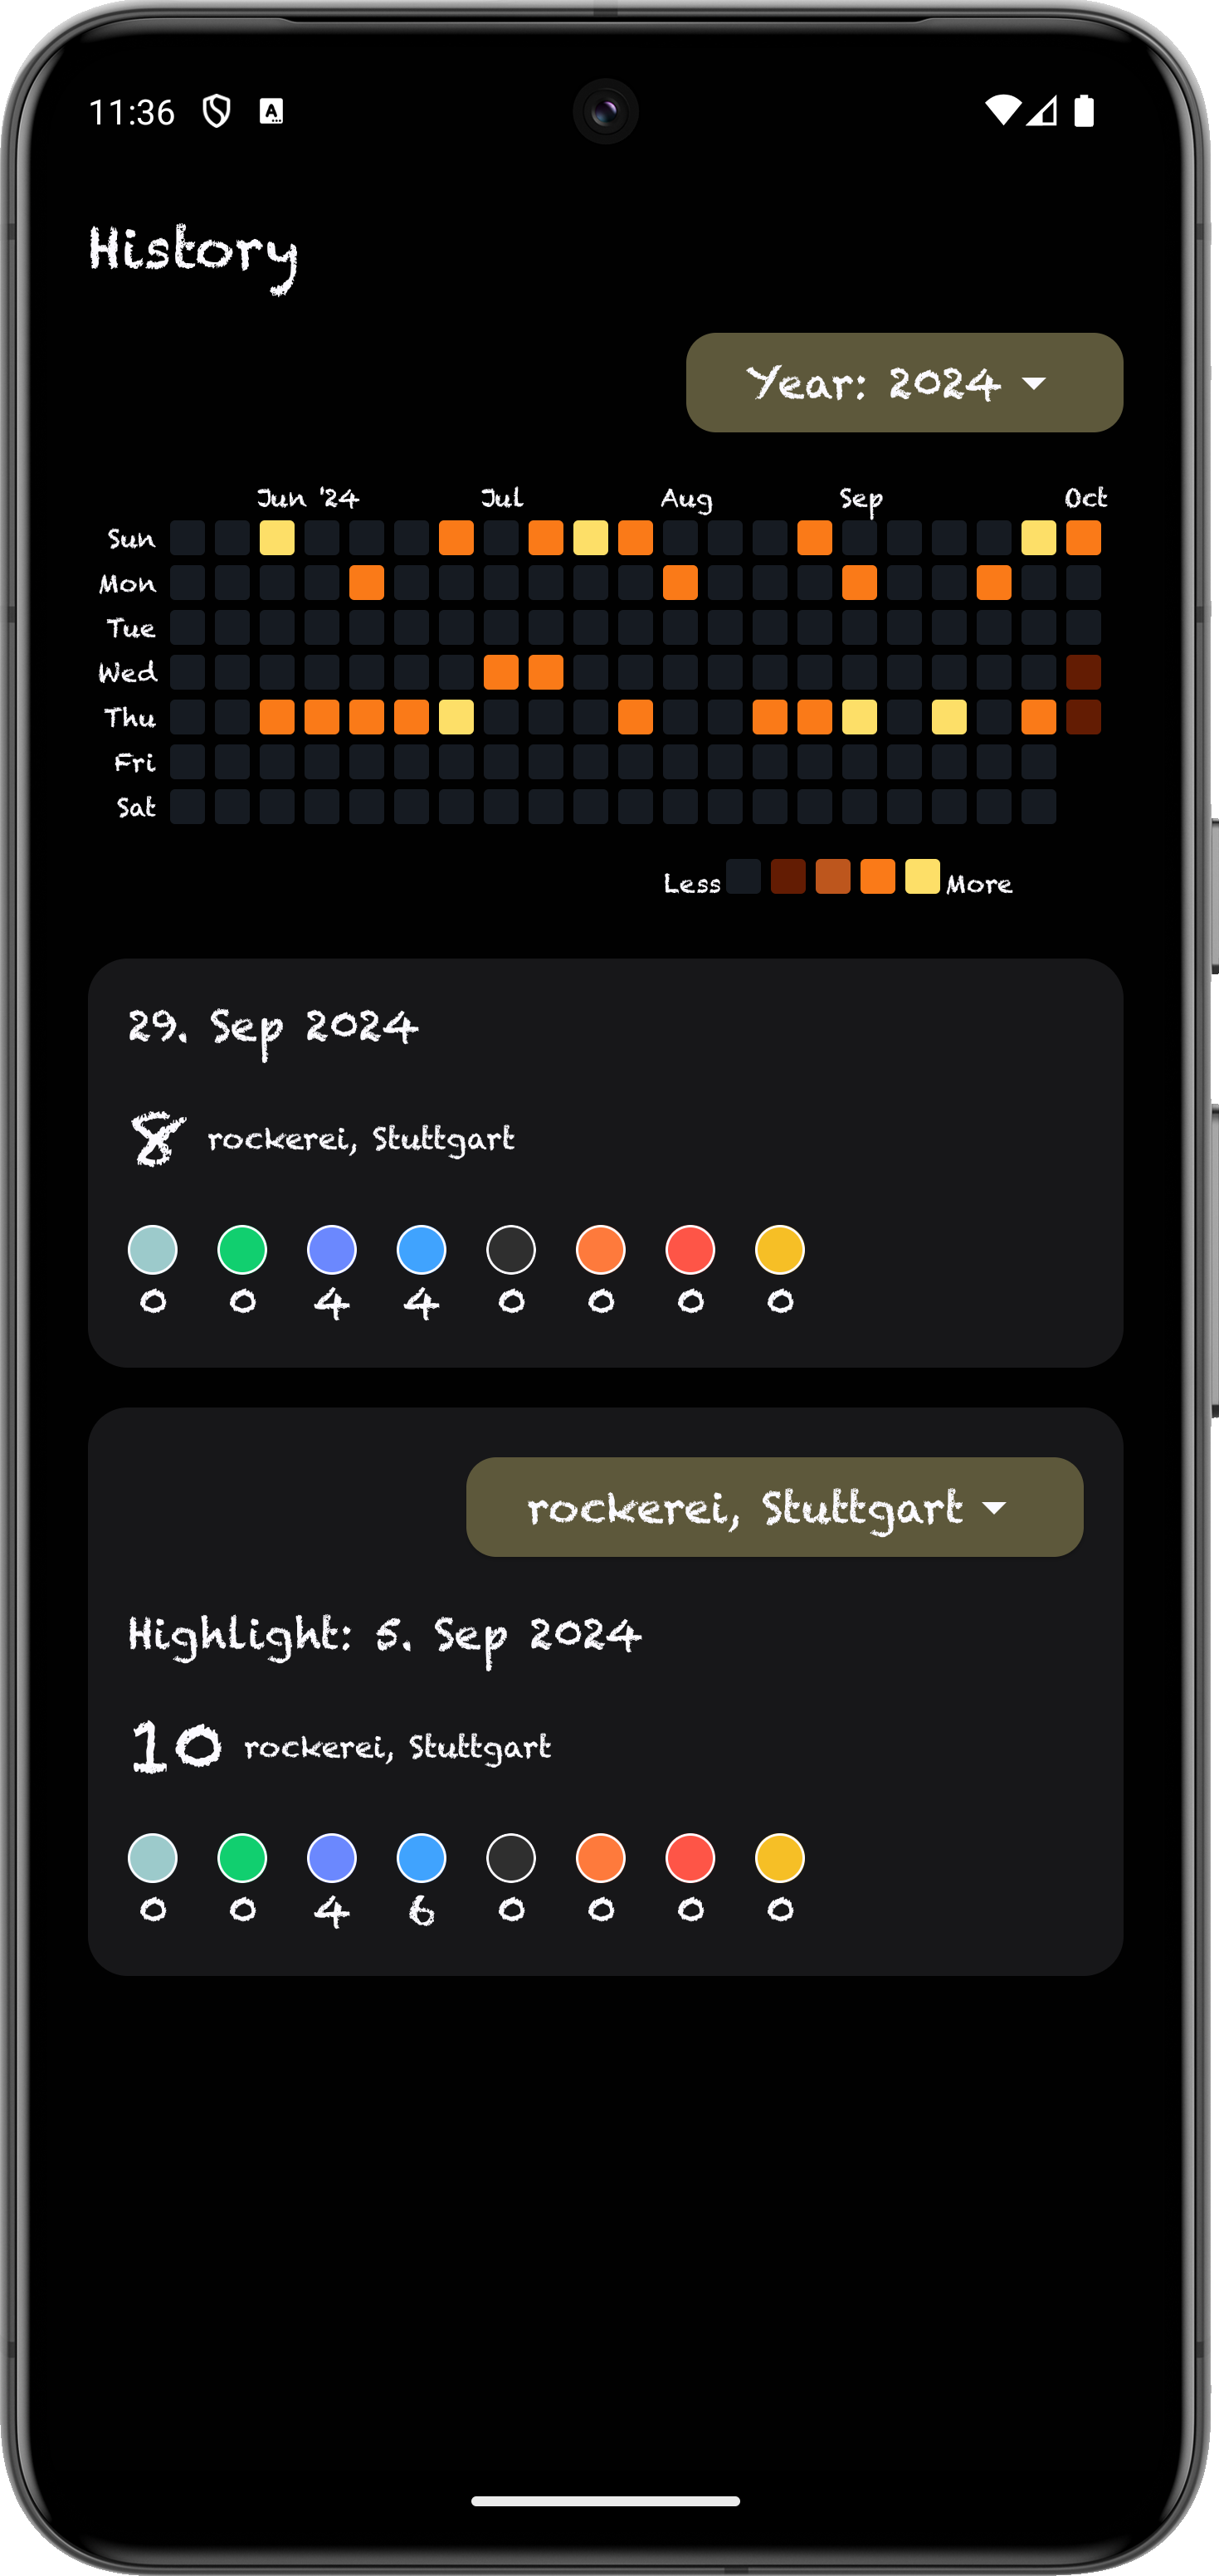 11:36
History
Year: 2024
Jun '24 Jul Aug Sep Oct
Sun
Mon
Tue
Wed
Thu
Fri
Sat
Less More
29. Sep 2024
8 rockerei, Stuttgart
0 0 4 4 0 0 0 0
rockerei, Stuttgart
Highlight: 5. Sep 2024
10 rockerei, Stuttgart
0 0 4 6 0 0 0 0